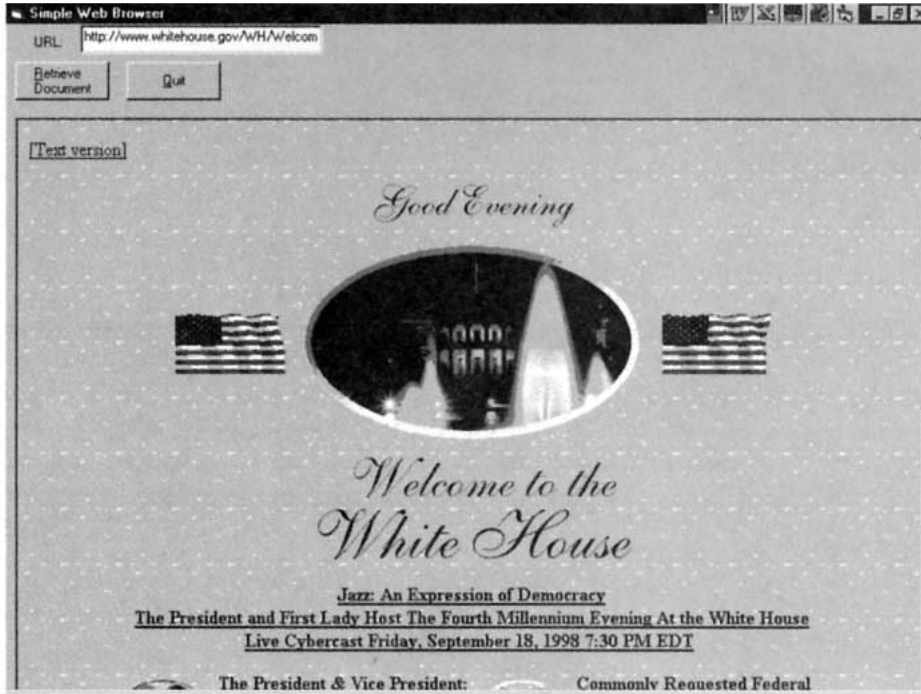 Simple Web Browser
URL: http://www.whitehouse.gov/WH/Welcom
Retrieve Document
Quit
[Text version]
Good Evening
Welcome to the
White House
Jazz: An Expression of Democracy
The President and First Lady Host The Fourth Millennium Evening At the White House
Live Cybercast Friday, September 18, 1998 7:30 PM EDT
The President & Vice President:
Commonly Requested Federal